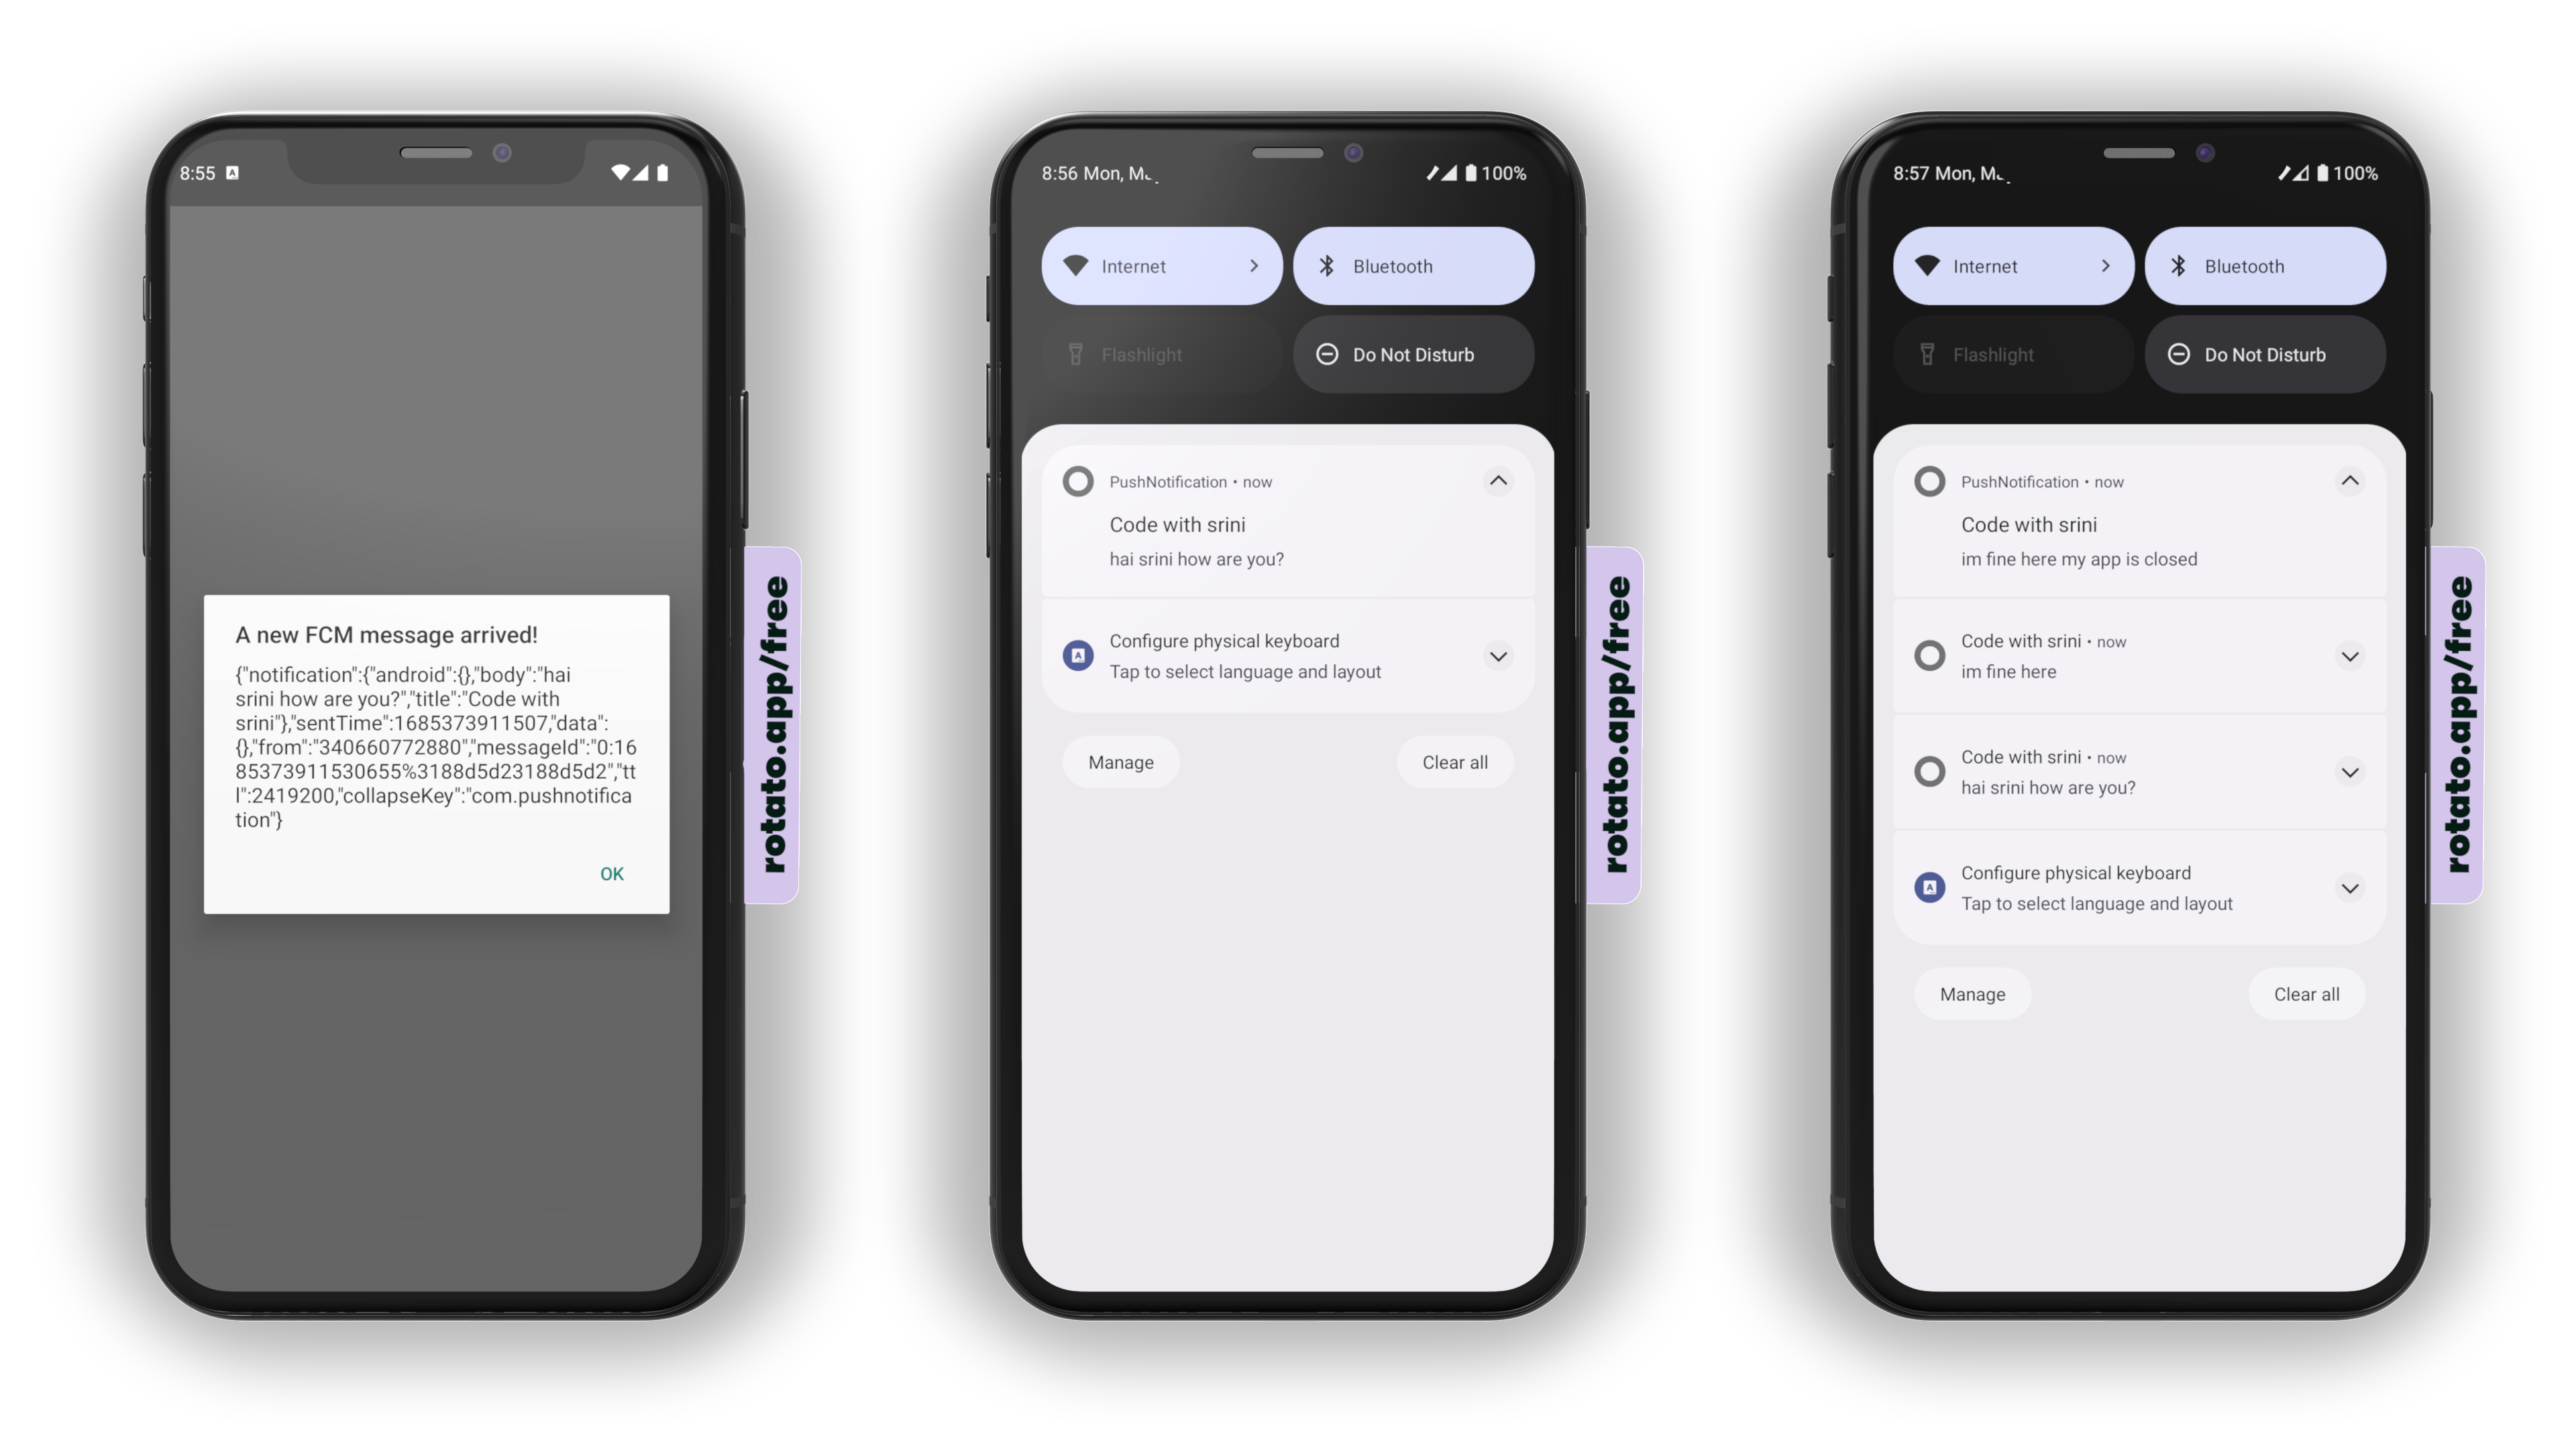 8:55
A new FCM message arrived!
{"notification":{"android":{},"body":"hai
srini how are you?","title":"Code with
srini"},"sentTime":1685373911507,"data":
{},"from":"340660772880","messageId":"0:16
85373911530655%3188d5d23188d5d2","tt
l":2419200,"collapseKey":"com.pushnotifica
tion"}
OK
rotato.app/free
8:56 Mon,
100%
Internet
Bluetooth
Flashlight
Do Not Disturb
PushNotification • now
Code with srini
hai srini how are you?
Configure physical keyboard
Tap to select language and layout
Manage
Clear all
rotato.app/free
8:57 Mon,
100%
Internet
Bluetooth
Flashlight
Do Not Disturb
PushNotification • now
Code with srini
im fine here my app is closed
Code with srini • now
im fine here
Code with srini • now
hai srini how are you?
Configure physical keyboard
Tap to select language and layout
Manage
Clear all
rotato.app/free